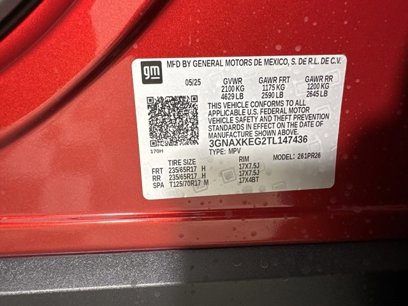 gm
MFD BY GENERAL MOTORS DE MEXICO, S. DE R.L. DE C.V.
05/25 GVWR GAWR FRT GAWR RR
2100 KG 1175 KG 1200 KG
4629 LB 2590 LB 2645 LB
THIS VEHICLE CONFORMS TO ALL
APPLICABLE U.S. FEDERAL MOTOR
VEHICLE SAFETY AND THEFT PREVENTION
STANDARDS IN EFFECT ON THE DATE OF
MANUFACTURE SHOWN ABOVE.
3GNAXKEG2TL147436
170H
TYPE: MPV MODEL: 261PR26
TIRE SIZE RIM
FRT 235/65R17 H 17X7.5J
RR 235/65R17 H 17X7.5J
SPA T125/70R17 M 17X4BT